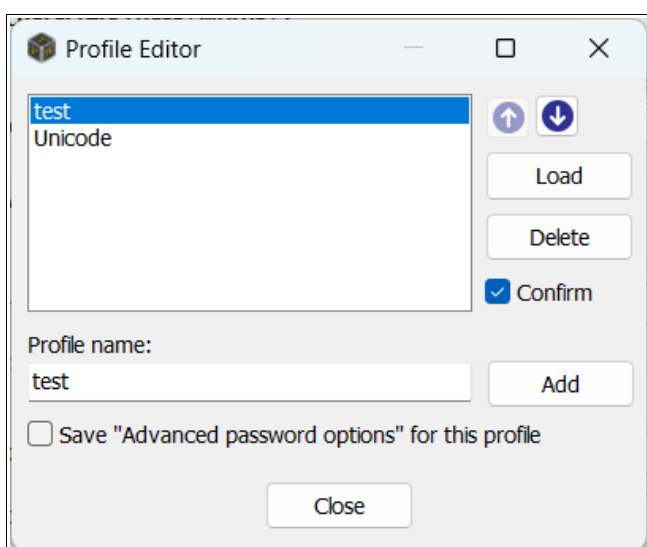 Profile Editor
test
Unicode
Load
Delete
Confirm
Profile name:
test
Add
Save "Advanced password options" for this profile
Close